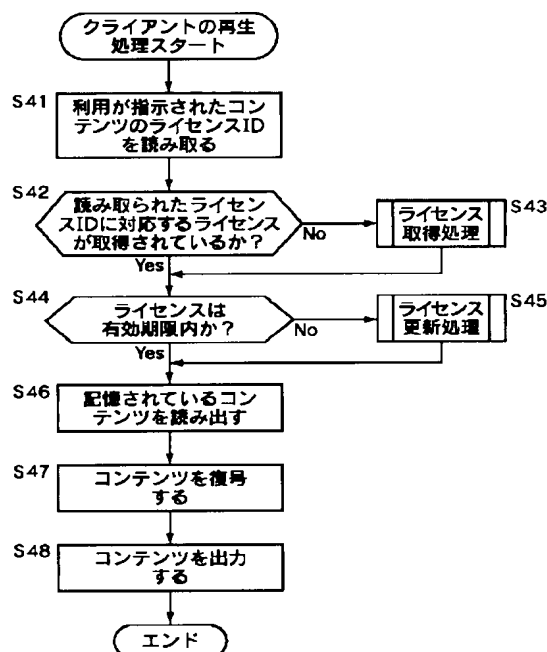 クライアントの再生
処理スタート
S41
利用が指示されたコン
テンツのライセンスID
を読み取る
S42
読み取られたライセン
スIDに対応するライセンス
が取得されているか?
No
Yes
ライセンス
取得処理
S43
S44
ライセンスは
有効期限内か?
No
Yes
ライセンス
更新処理
S45
S46
記憶されているコン
テンツを読み出す
S47
コンテンツを復号
する
S48
コンテンツを出力
する
エンド